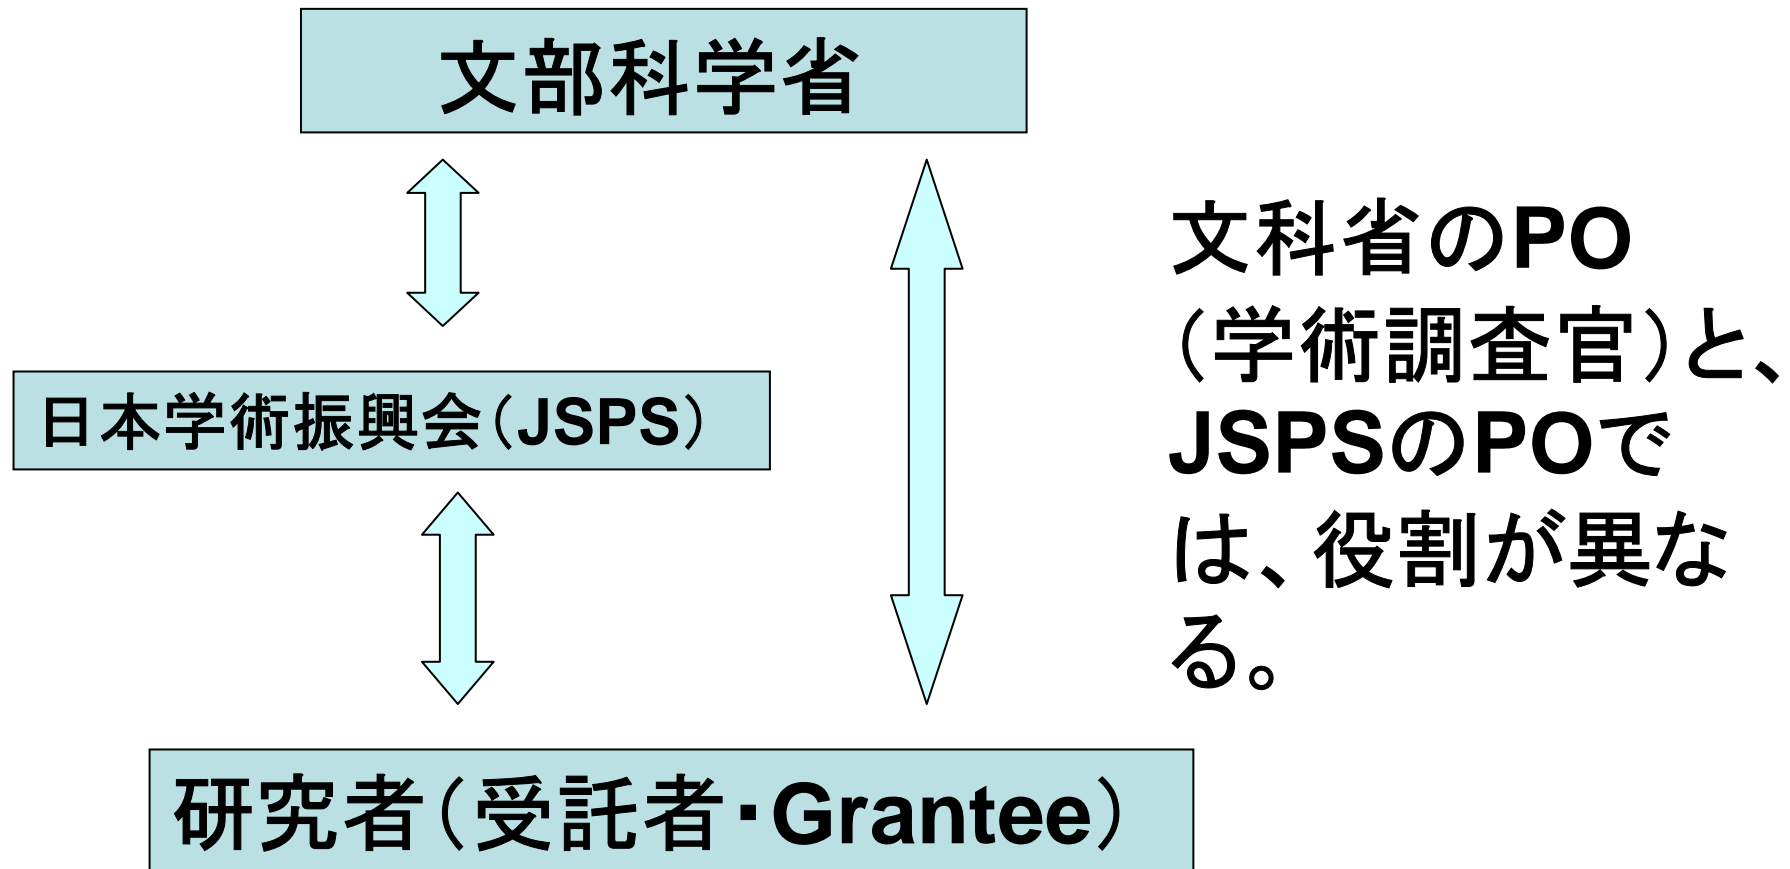 文部科学省
日本学術振興会（JSPS）
研究者（受託者・Grantee）
文科省のPO
（学術調査官）と、
JSPSのPOで
は、役割が異な
る。